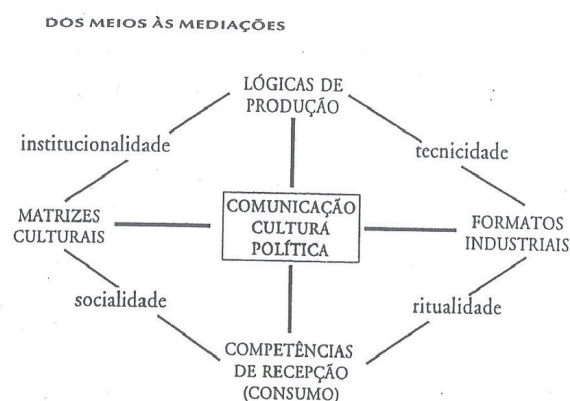 DOS MEIOS ÀS MEDIAÇÕES
LÓGICAS DE
PRODUÇÃO
institucionalidade
tecnicidade
MATRIZES
CULTURAIS
COMUNICAÇÃO
CULTURA
POLÍTICA
FORMATOS
INDUSTRIAIS
socialidade
ritualidade
COMPETÊNCIAS
DE RECEPÇÃO
(CONSUMO)